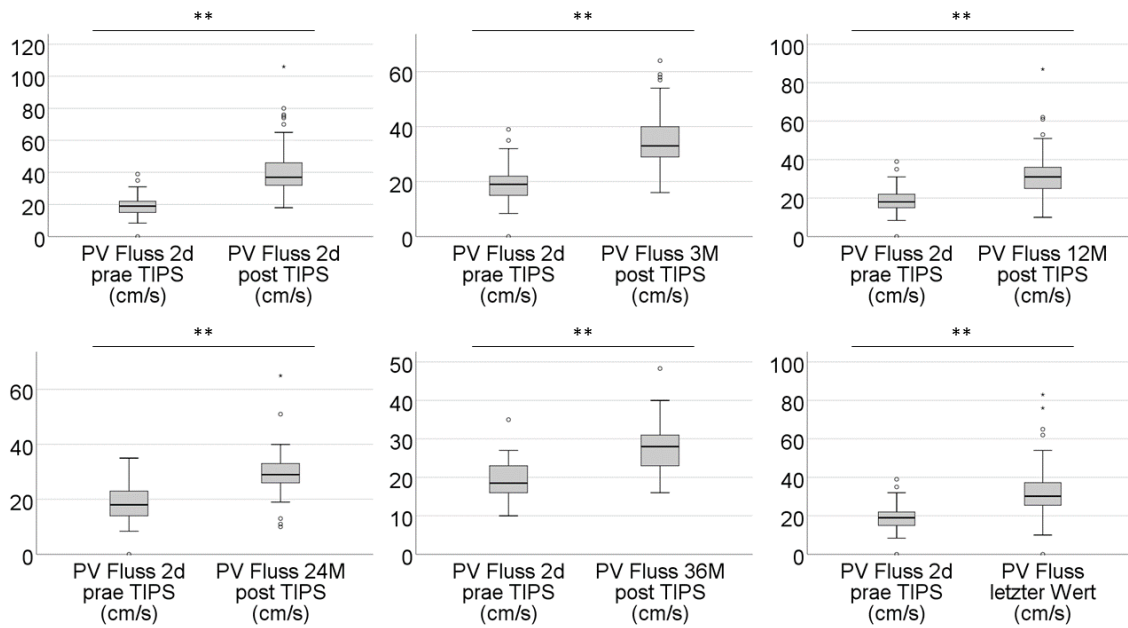 **
120
100
80
60
40
20
0
PV Fluss 2d
prae TIPS
(cm/s)
PV Fluss 2d
post TIPS
(cm/s)
**
60
40
20
0
PV Fluss 2d
prae TIPS
(cm/s)
PV Fluss 3M
post TIPS
(cm/s)
**
100
80
60
40
20
0
PV Fluss 2d
prae TIPS
(cm/s)
PV Fluss 12M
post TIPS
(cm/s)
**
60
40
20
0
PV Fluss 2d
prae TIPS
(cm/s)
PV Fluss 24M
post TIPS
(cm/s)
**
50
40
30
20
10
0
PV Fluss 2d
prae TIPS
(cm/s)
PV Fluss 36M
post TIPS
(cm/s)
**
100
80
60
40
20
0
PV Fluss 2d
prae TIPS
(cm/s)
PV Fluss
letzter Wert
(cm/s)